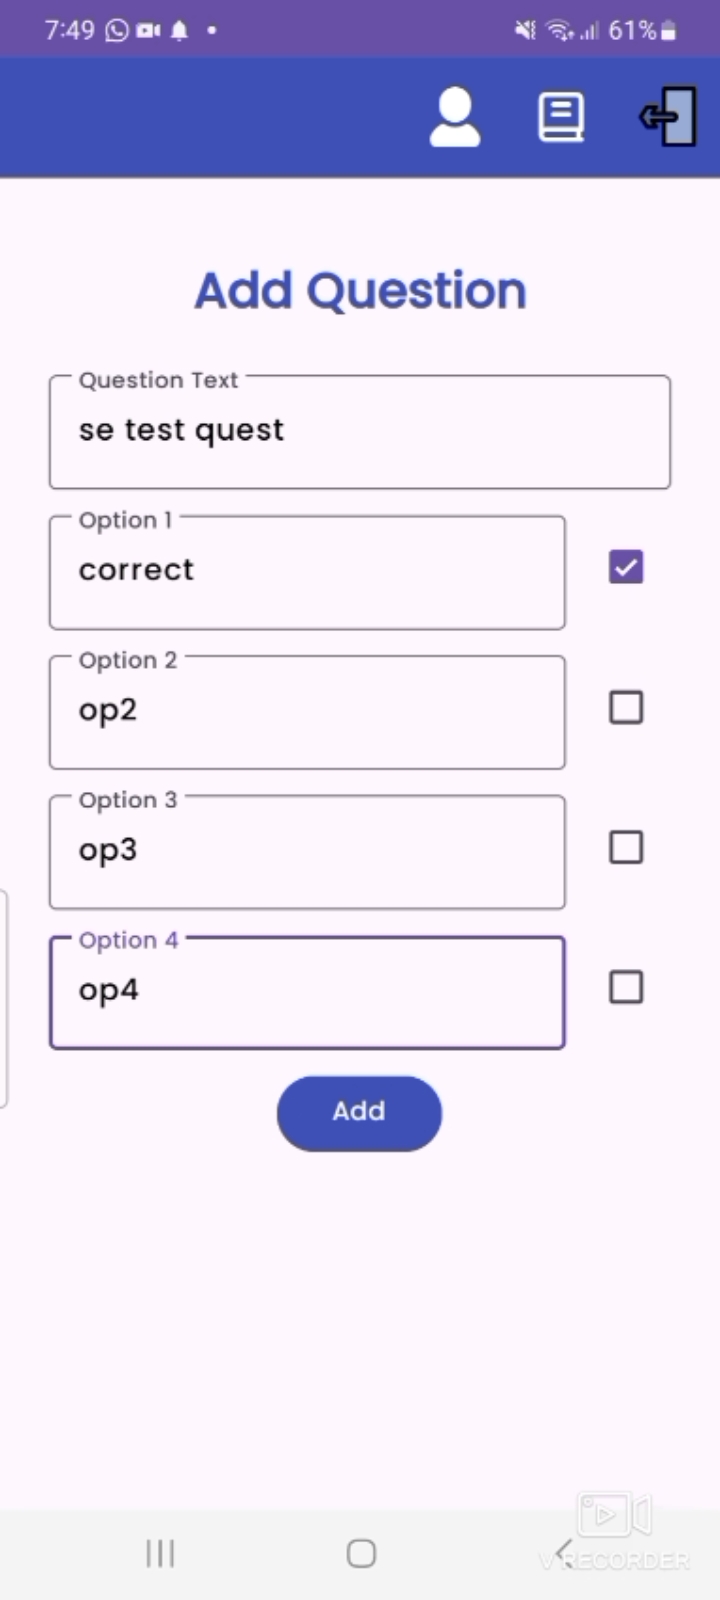 7:49 61%
Add Question
Question Text
se test quest
Option 1
correct
Option 2
op2
Option 3
op3
Option 4
op4
Add
V RECORDER